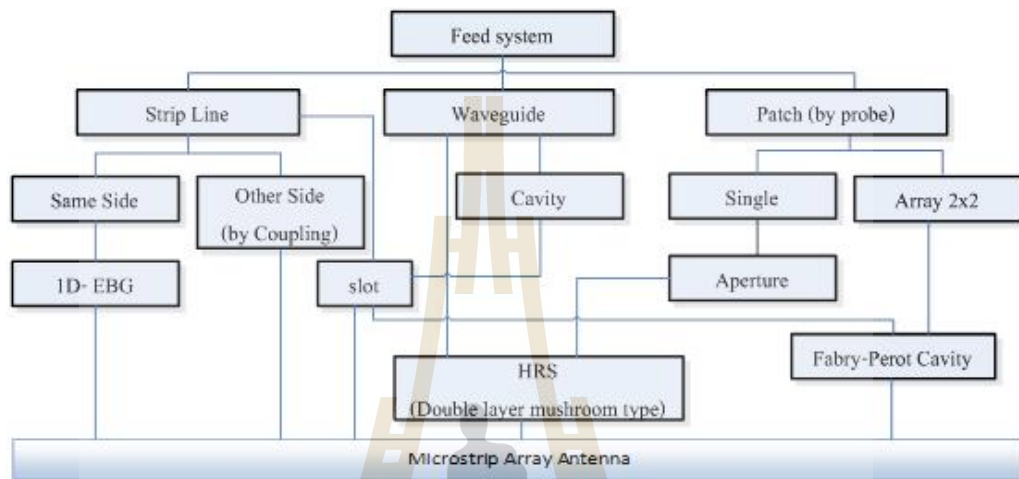 Feed system
Strip Line
Waveguide
Patch (by probe)
Same Side
Other Side
(by Coupling)
Cavity
Single
Array 2x2
1D- EBG
slot
Aperture
HRS
(Double layer mushroom type)
Fabry-Perot Cavity
Microstrip Array Antenna